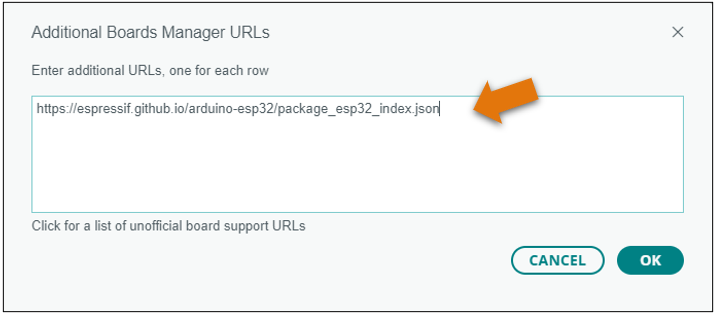 Additional Boards Manager URLs
Enter additional URLs, one for each row
https://espressif.github.io/arduino-esp32/package_esp32_index.json
Click for a list of unofficial board support URLs
CANCEL
OK